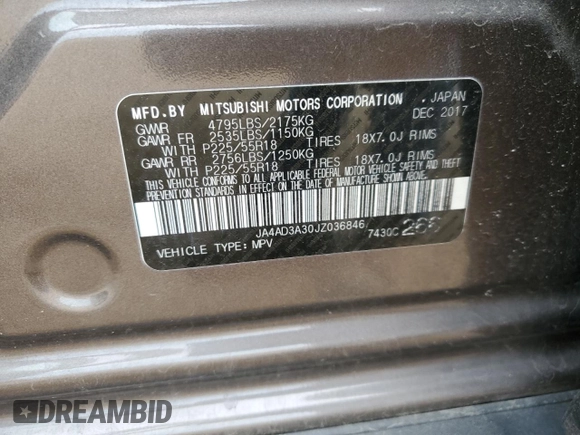 MFD.BY MITSUBISHI MOTORS CORPORATION . JAPAN
GVWR 4795LBS/2175KG DEC 2017
GAWR FR 2535LBS/1150KG
WITH P225/55R18 TIRES 18X7.0J RIMS
GAWR RR 2756LBS/1250KG
WITH P225/55R18 TIRES 18X7.0J RIMS
THIS VEHICLE CONFORMS TO ALL APPLICABLE FEDERAL MOTOR VEHICLE SAFETY AND THEFT
PREVENTION STANDARDS IN EFFECT ON THE DATE OF MANUFACTURE SHOWN ABOVE.
JA4AD3A30JZ036846 7430C
VEHICLE TYPE: MPV
DREAMBID